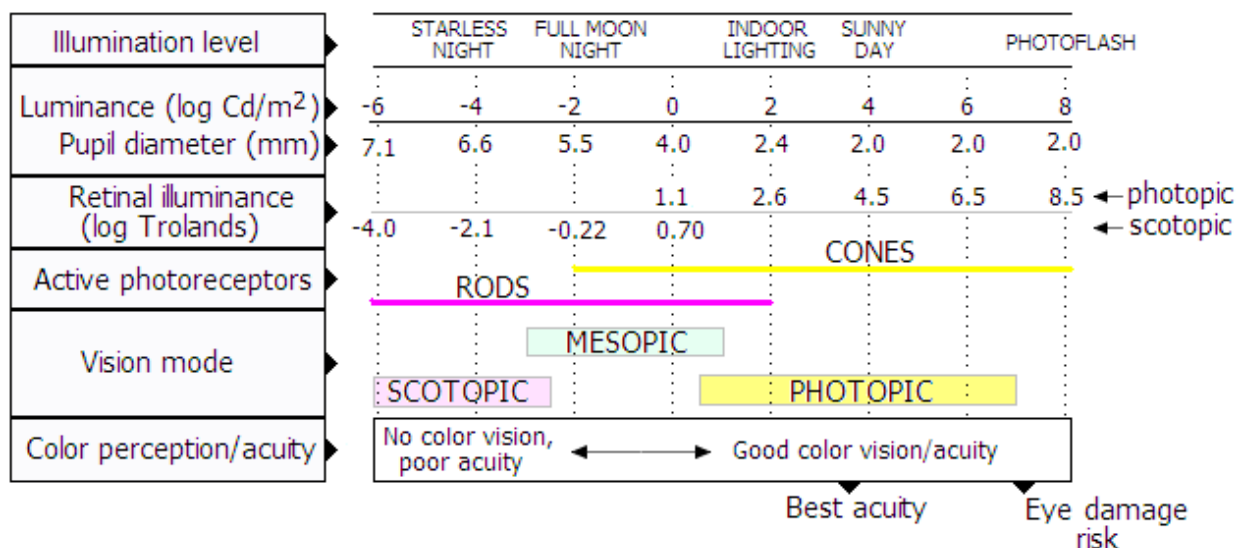 Illumination level
STARLESS NIGHT
FULL MOON NIGHT
INDOOR LIGHTING
SUNNY DAY
PHOTOFLASH
Luminance (log Cd/m²)
-6 -4 -2 0 2 4 6 8
Pupil diameter (mm)
7.1 6.6 5.5 4.0 2.4 2.0 2.0 2.0
Retinal illuminance
(log Trolands)
1.1 2.6 4.5 6.5 8.5 photopic
-4.0 -2.1 -0.22 0.70 scotopic
Active photoreceptors
CONES
RODS
Vision mode
MESOPIC
SCOTOPIC
PHOTOPIC
Color perception/acuity
No color vision,
poor acuity
Good color vision/acuity
Best acuity
Eye damage
risk